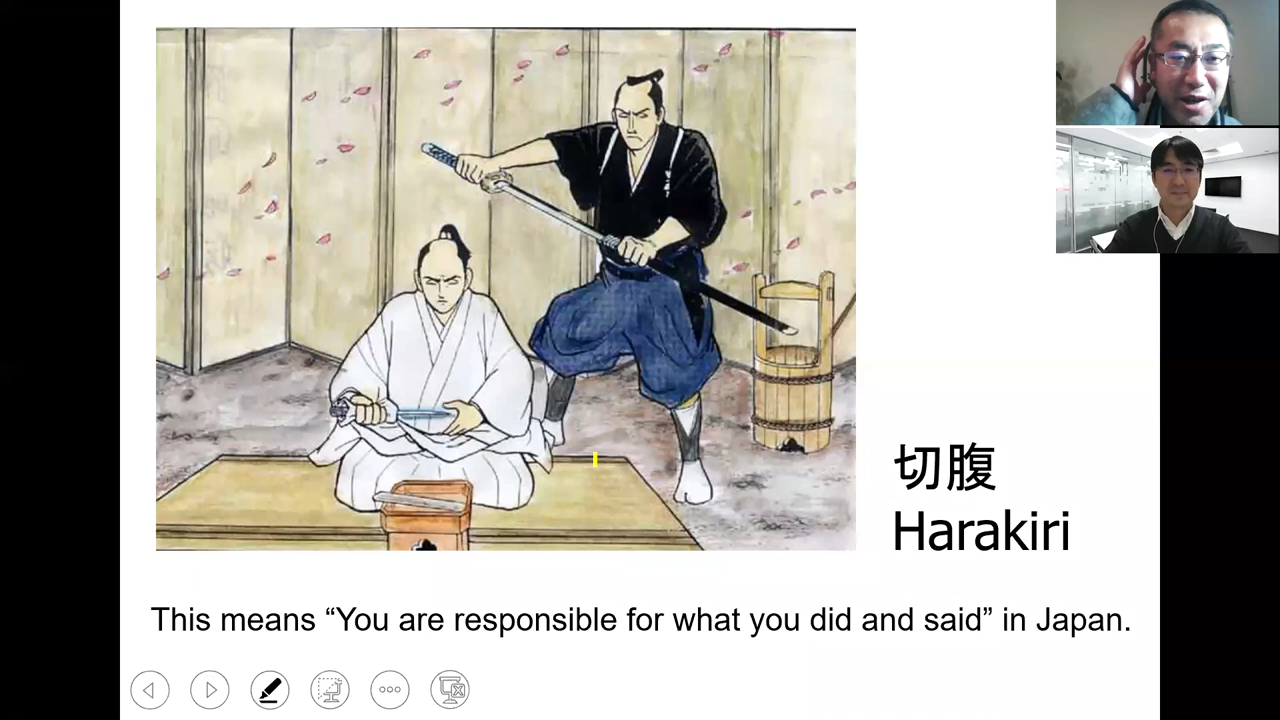 切腹
Harakiri
This means “You are responsible for what you did and said” in Japan.